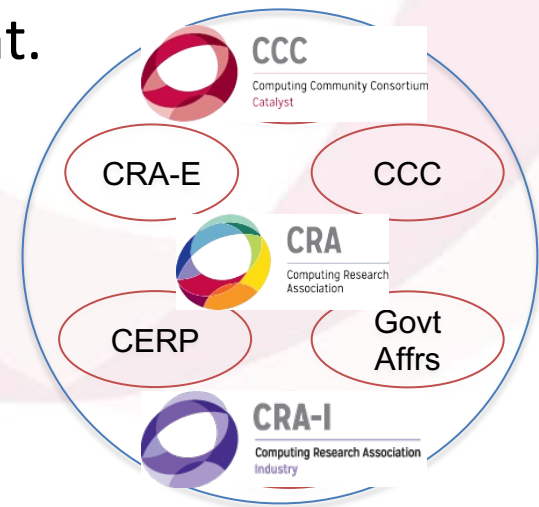 nt.
CCC
Computing Community Consortium
Catalyst
CRA-E
CCC
CRA
Computing Research
Association
CERP
Govt
Affrs
CRA-I
Computing Research Association
Industry